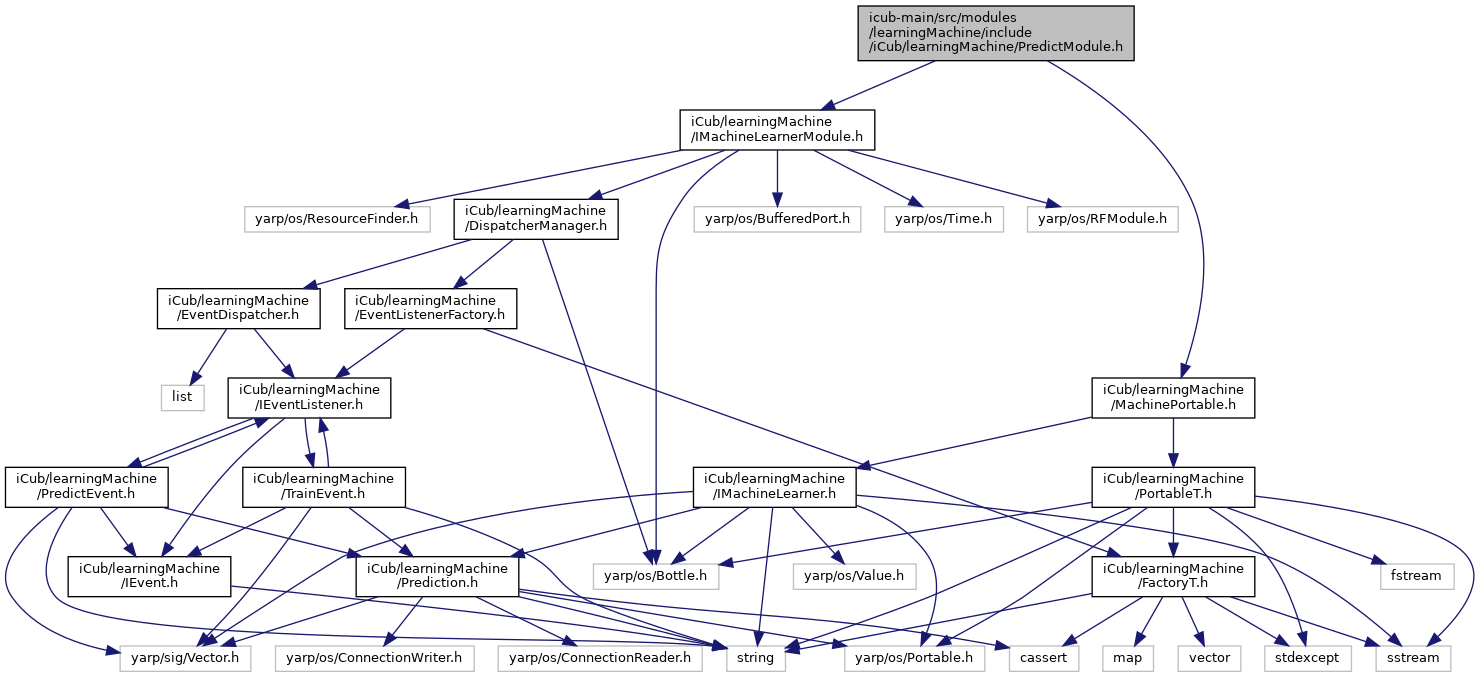 icub-main/src/modules
/learningMachine/include
/iCub/learningMachine/PredictModule.h
iCub/learningMachine
/IMachineLearnerModule.h
yarp/os/ResourceFinder.h
iCub/learningMachine
/DispatcherManager.h
yarp/os/BufferedPort.h
yarp/os/Time.h
yarp/os/RFModule.h
iCub/learningMachine
/EventDispatcher.h
iCub/learningMachine
/EventListenerFactory.h
list
iCub/learningMachine
/IEventListener.h
iCub/learningMachine
/MachinePortable.h
iCub/learningMachine
/PredictEvent.h
iCub/learningMachine
/TrainEvent.h
iCub/learningMachine
/IMachineLearner.h
iCub/learningMachine
/PortableT.h
iCub/learningMachine
/IEvent.h
iCub/learningMachine
/Prediction.h
yarp/os/Bottle.h
yarp/os/Value.h
iCub/learningMachine
/FactoryT.h
fstream
yarp/sig/Vector.h
yarp/os/ConnectionWriter.h
yarp/os/ConnectionReader.h
string
yarp/os/Portable.h
cassert
map
vector
stdexcept
sstream